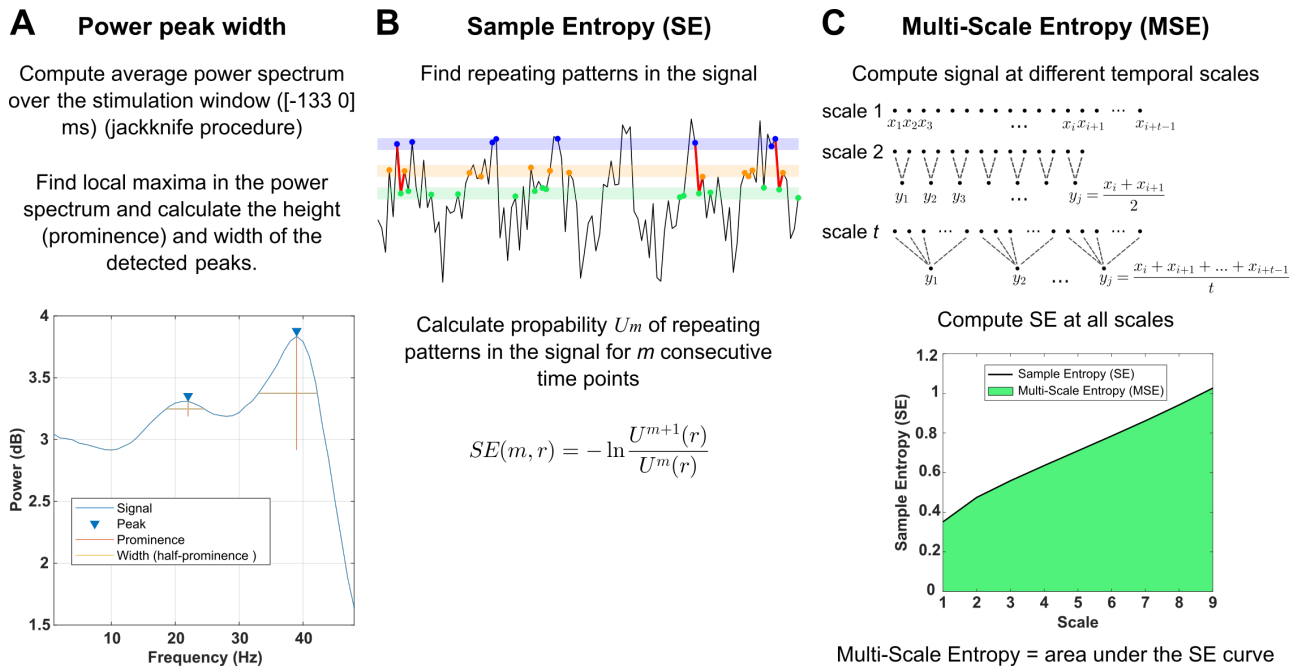 A Power peak width
Compute average power spectrum
over the stimulation window ([-133 0]
ms) (jackknife procedure)
Find local maxima in the power
spectrum and calculate the height
(prominence) and width of the
detected peaks.
4
3.5
3
2.5
2
1.5
Power (dB)
Signal
Peak
Prominence
Width (half-prominence )
10 20 30 40
Frequency (Hz)
B Sample Entropy (SE)
Find repeating patterns in the signal
Calculate propability Um of repeating
patterns in the signal for m consecutive
time points
SE(m, r) = − ln U^{m+1}(r) / U^m(r)
C Multi-Scale Entropy (MSE)
Compute signal at different temporal scales
scale 1
x₁x₂x₃ ... xᵢxᵢ₊₁ ... xᵢ₊ₜ₋₁
scale 2
y₁ y₂ y₃ ... yⱼ = (xᵢ + xᵢ₊₁) / 2
scale t
y₁ y₂ ... yⱼ = (xᵢ + xᵢ₊₁ + ... + xᵢ₊ₜ₋₁) / t
Compute SE at all scales
1.2
1
0.8
0.6
0.4
0.2
0
Sample Entropy (SE)
Sample Entropy (SE)
Multi-Scale Entropy (MSE)
1 2 3 4 5 6 7 8 9
Scale
Multi-Scale Entropy = area under the SE curve